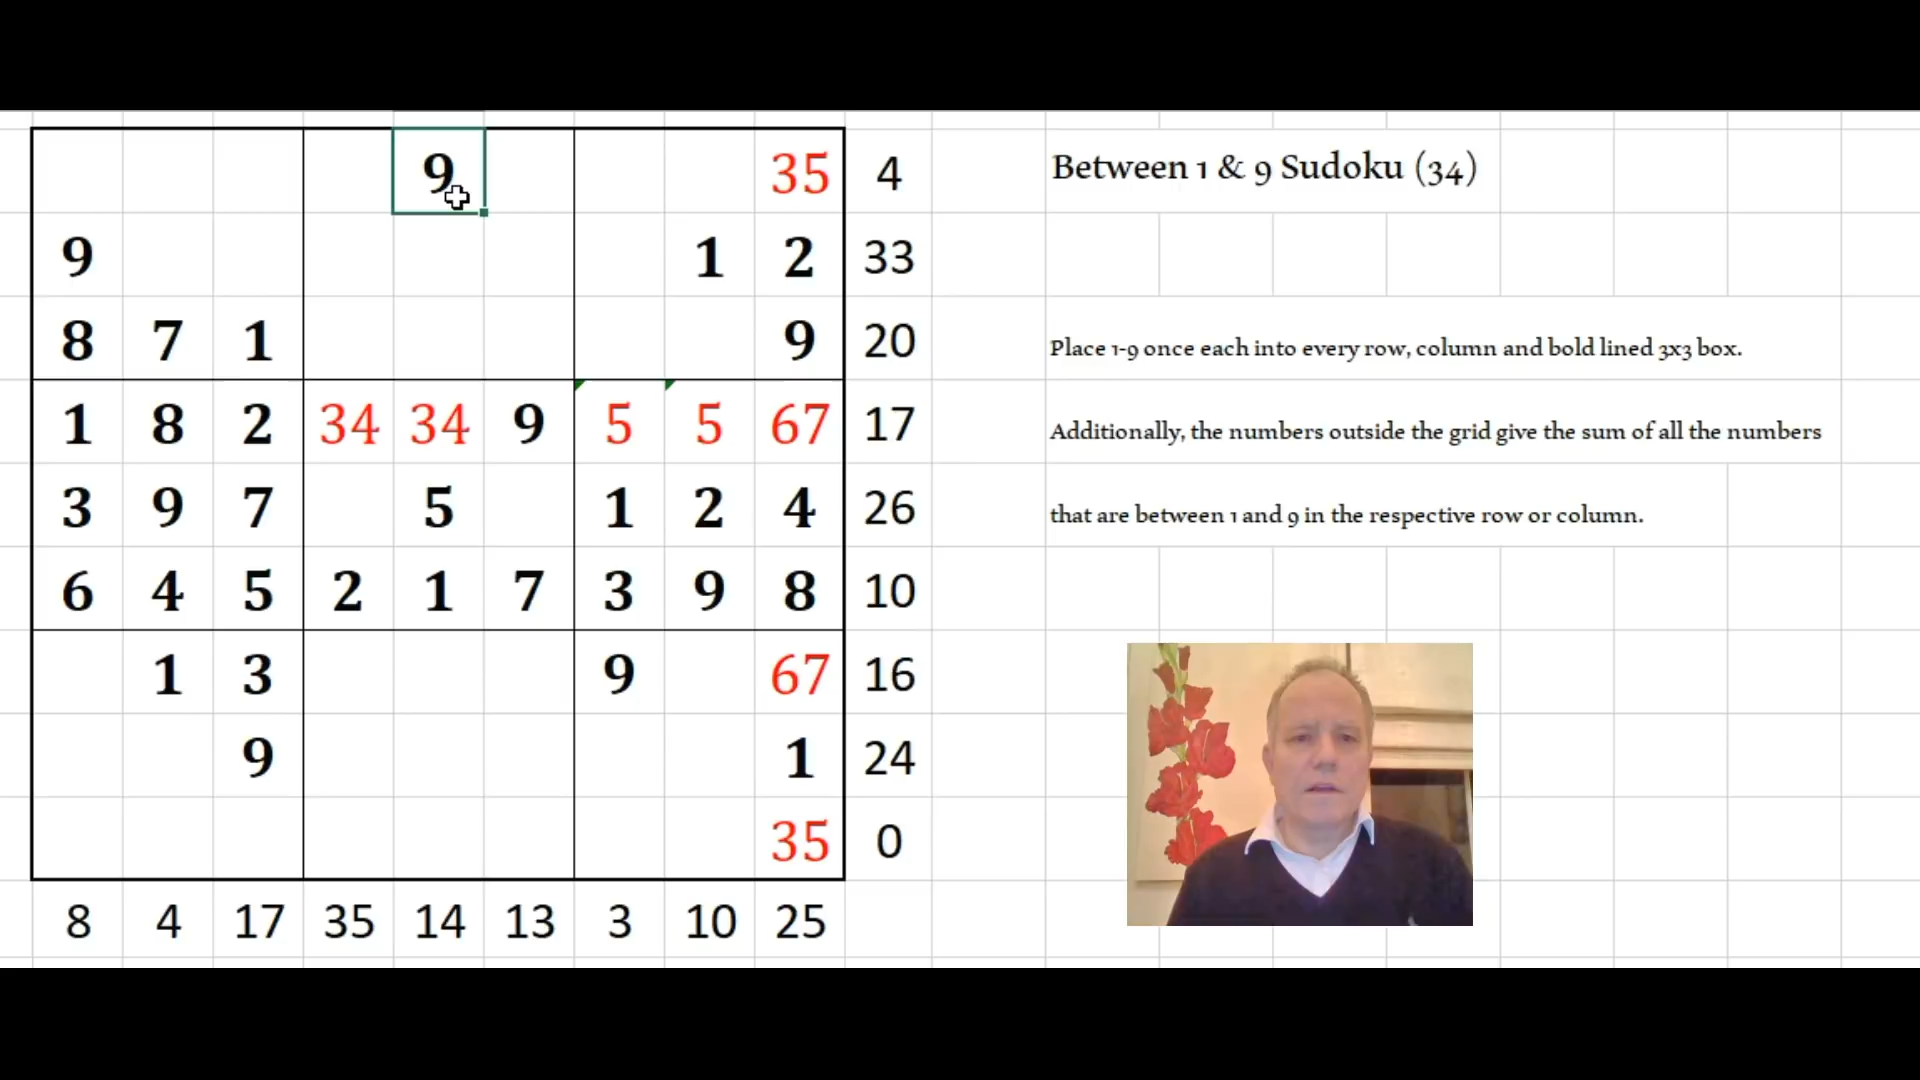 9 35 4 Between 1 & 9 Sudoku (34)
9 1 2 33
8 7 1 9 20 Place 1-9 once each into every row, column and bold lined 3x3 box.
1 8 2 34 34 9 5 5 67 17 Additionally, the numbers outside the grid give the sum of all the numbers
3 9 7 5 1 2 4 26 that are between 1 and 9 in the respective row or column.
6 4 5 2 1 7 3 9 8 10
1 3 9 67 16
9 1 24
35 0
8 4 17 35 14 13 3 10 25